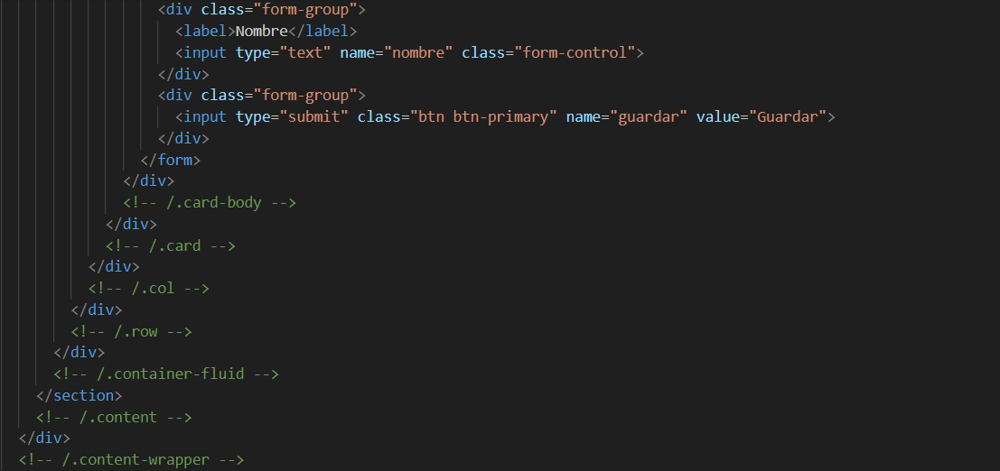 <div class="form-group">
<label>Nombre</label>
<input type="text" name="nombre" class="form-control">
</div>
<div class="form-group">
<input type="submit" class="btn btn-primary" name="guardar" value="Guardar">
</div>
</form>
</div>
<!-- /.card-body -->
</div>
<!-- /.card -->
</div>
<!-- /.col -->
</div>
<!-- /.row -->
</div>
<!-- /.container-fluid -->
</section>
<!-- /.content -->
</div>
<!-- /.content-wrapper -->